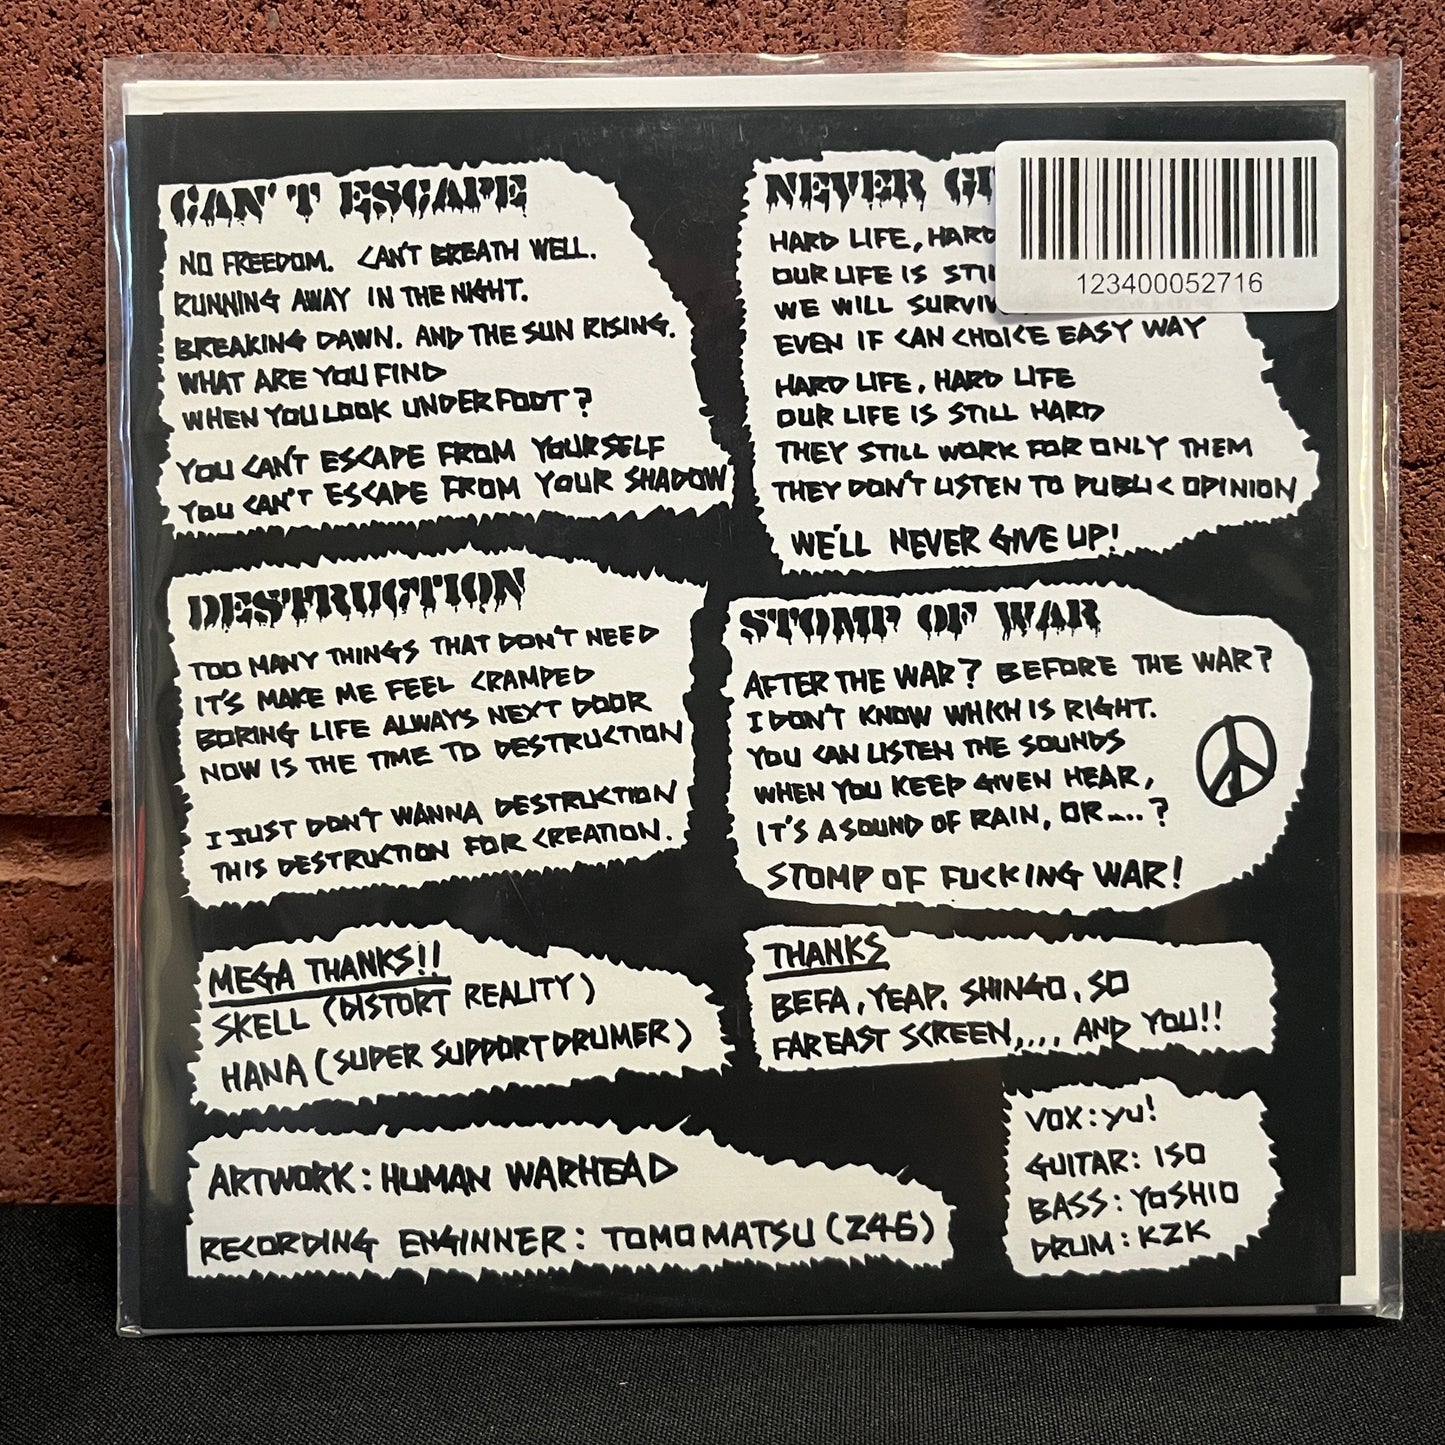 CAN'T ESCAPE
NO FREEDOM. CAN'T BREATH WELL.
RUNNING AWAY IN THE NIGHT.
BREAKING DAWN. AND THE SUN RISING.
WHAT ARE YOU FIND
WHEN YOU LOOK UNDERFOOT?
YOU CAN'T ESCAPE FROM YOURSELF
YOU CAN'T ESCAPE FROM YOUR SHADOW
NEVER
HARD LIFE, HARD
OUR LIFE IS
WE WILL
EVEN IF CAN CHOICE EASY WAY
HARD LIFE, HARD LIFE
OUR LIFE IS STILL HARD
THEY STILL WORK FOR ONLY THEM
THEY DON'T LISTEN TO PUBLIC OPINION
WE'LL NEVER GIVE UP!
123400052716
DESTRUCTION
TOO MANY THINGS THAT DON'T NEED
IT'S MAKE ME FEEL CRAMPED
BORING LIFE ALWAYS NEXT DOOR
NOW IS THE TIME TO DESTRUCTION
I JUST DON'T WANNA DESTRUCTION
THIS DESTRUCTION FOR CREATION.
STOMP OF WAR
AFTER THE WAR? BEFORE THE WAR?
I DON'T KNOW WHICH IS RIGHT.
YOU CAN LISTEN THE SOUNDS
WHEN YOU KEEP GIVEN HEAR,
IT'S A SOUND OF RAIN, OR.....?
STOMP OF FUCKING WAR!
MEGA THANKS!!
SKELL (DISTORT REALITY)
HANA (SUPER SUPPORT DRUMER)
THANKS
BEFA, YEAP, SHINGO, SO
FAREAST SCREEN,.... AND YOU!!
ARTWORK: HUMAN WARHEAD
RECORDING ENGINNER: TOMOMATSU (246)
VOX: YU!
GUITAR: ISO
BASS: YOSHIO
DRUM: KZK